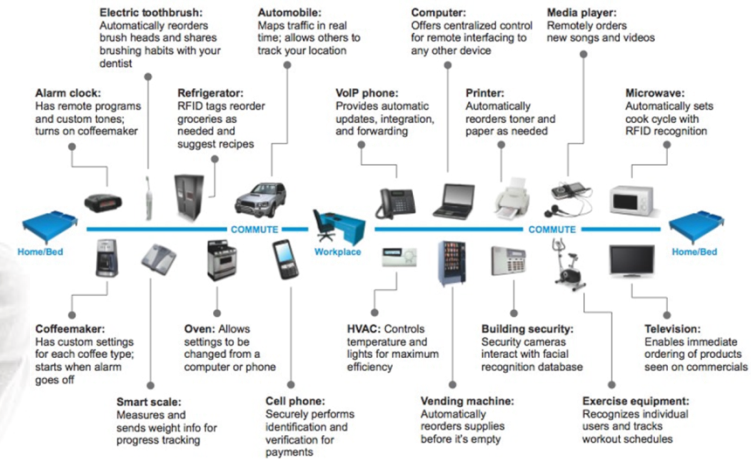 Electric toothbrush:
Automatically reorders
brush heads and shares
brushing habits with your
dentist
Automobile:
Maps traffic in real
time; allows others to
track your location
Computer:
Offers centralized control
for remote interfacing to
any other device
Media player:
Remotely orders
new songs and videos
Alarm clock:
Has remote programs
and custom tones;
turns on coffeemaker
Refrigerator:
RFID tags reorder
groceries as
needed and
suggest recipes
VoIP phone:
Provides automatic
updates, integration,
and forwarding
Printer:
Automatically
reorders toner and
paper as needed
Microwave:
Automatically sets
cook cycle with
RFID recognition
Home/Bed
COMMUTE
Workplace
COMMUTE
Home/Bed
Coffeemaker:
Has custom settings
for each coffee type;
starts when alarm
goes off
Oven: Allows
settings to be
changed from a
computer or phone
HVAC: Controls
temperature and
lights for maximum
efficiency
Building security:
Security cameras
interact with facial
recognition database
Television:
Enables immediate
ordering of products
seen on commercials
Smart scale:
Measures and
sends weight info for
progress tracking
Cell phone:
Securely performs
identification and
verification for
payments
Vending machine:
Automatically
reorders supplies
before it's empty
Exercise equipment:
Recognizes individual
users and tracks
workout schedules